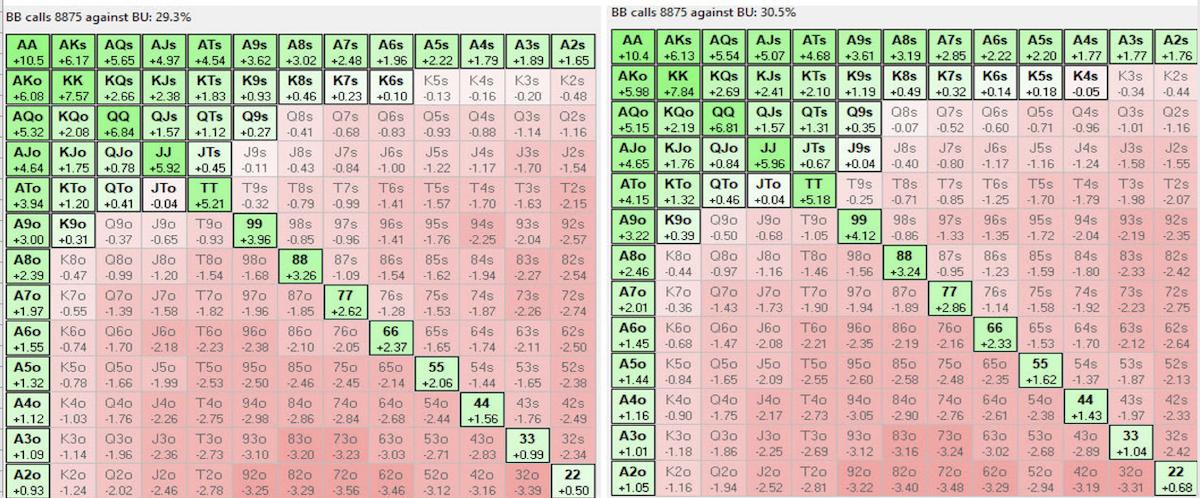 BB calls 8875 against BU: 29.3%
AA AKs AQs AJs ATs A9s A8s A7s A6s A5s A4s A3s A2s
+10.5 +6.17 +5.65 +4.97 +4.54 +3.62 +3.02 +2.48 +1.96 +2.22 +1.79 +1.89 +1.65
AKo KK KQs KJs KTs K9s K8s K7s K6s K5s K4s K3s K2s
+6.08 +7.57 +2.66 +2.38 +1.83 +0.93 +0.46 +0.23 +0.10 -0.13 -0.16 -0.20 -0.48
AQo KQo QQ QJs QTs Q9s Q8s Q7s Q6s Q5s Q4s Q3s Q2s
+5.32 +2.08 +6.84 +1.57 +1.12 +0.27 -0.41 -0.68 -0.83 -0.93 -0.88 -1.14 -1.16
AJo KJo QJo JJ JTs J9s J8s J7s J6s J5s J4s J3s J2s
+4.64 +1.75 +0.78 +5.92 +0.45 -0.11 -0.43 -0.84 -1.00 -1.22 -1.17 -1.70 -1.54
ATo KTo QTo JTo TT T9s T8s T7s T6s T5s T4s T3s T2s
+3.94 +1.20 +0.41 -0.04 +5.21 -0.32 -0.79 -0.99 -1.41 -1.57 -1.70 -1.63 -2.15
A9o K9o Q9o J9o T9o 99 98s 97s 96s 95s 94s 93s 92s
+3.00 +0.31 -0.37 -0.65 -0.93 +3.96 -0.85 -0.96 -1.41 -1.76 -2.25 -2.04 -2.57
A8o K8o Q8o J8o T8o 98o 88 87s 86s 85s 84s 83s 82s
+2.39 -0.47 -0.99 -1.20 -1.54 -1.68 +3.26 -1.09 -1.54 -1.62 -1.94 -2.27 -2.54
A7o K7o Q7o J7o T7o 97o 87o 77 76s 75s 74s 73s 72s
+1.97 -0.55 -1.39 -1.58 -1.82 -1.96 -1.85 +2.62 -1.28 -1.53 -1.87 -2.26 -2.74
A6o K6o Q6o J6o T6o 96o 86o 76o 66 65s 64s 63s 62s
+1.55 -0.74 -1.70 -2.18 -2.23 -2.38 -2.10 -2.05 +2.37 -1.65 -1.74 -2.11 -2.50
A5o K5o Q5o J5o T5o 95o 85o 75o 65o 55 54s 53s 52s
+1.32 -0.78 -1.66 -1.99 -2.53 -2.50 -2.46 -2.45 -2.14 +2.06 -1.44 -1.65 -2.38
A4o K4o Q4o J4o T4o 94o 84o 74o 64o 54o 44 43s 42s
+1.12 -1.03 -1.76 -2.26 -2.75 -2.98 -2.86 -2.84 -2.68 -2.44 +1.56 -1.76 -2.49
A3o K3o Q3o J3o T3o 93o 83o 73o 63o 53o 43o 33 32s
+1.09 -1.14 -1.96 -2.36 -2.73 -3.10 -3.20 -3.23 -3.03 -2.71 -2.83 +0.99 -2.34
A2o K2o Q2o J2o T2o 92o 82o 72o 62o 52o 42o 32o 22
+0.93 -1.24 -2.02 -2.46 -2.78 -3.25 -3.29 -3.56 -3.46 -3.12 -3.16 -3.39 +0.50
BB calls 8875 against BU: 30.5%
AA AKs AQs AJs ATs A9s A8s A7s A6s A5s A4s A3s A2s
+10.4 +6.13 +5.54 +5.07 +4.68 +3.61 +3.19 +2.85 +2.22 +2.20 +1.77 +1.77 +1.76
AKo KK KQs KJs KTs K9s K8s K7s K6s K5s K4s K3s K2s
+5.98 +7.84 +2.69 +2.41 +2.10 +1.19 +0.49 +0.32 +0.14 +0.18 -0.05 -0.34 -0.44
AQo KQo QQ QJs QTs Q9s Q8s Q7s Q6s Q5s Q4s Q3s Q2s
+5.15 +2.19 +6.81 +1.57 +1.31 +0.35 -0.07 -0.52 -0.60 -0.71 -0.96 -1.01 -1.16
AJo KJo QJo JJ JTs J9s J8s J7s J6s J5s J4s J3s J2s
+4.65 +1.76 +0.84 +5.96 +0.67 +0.04 -0.40 -0.80 -1.17 -1.16 -1.24 -1.58 -1.55
ATo KTo QTo JTo TT T9s T8s T7s T6s T5s T4s T3s T2s
+4.15 +1.32 +0.46 +0.04 +5.18 -0.25 -0.71 -0.85 -1.25 -1.70 -1.79 -1.98 -2.07
A9o K9o Q9o J9o T9o 99 98s 97s 96s 95s 94s 93s 92s
+3.22 +0.39 -0.50 -0.68 -1.05 +4.12 -0.86 -1.33 -1.35 -1.72 -2.04 -2.19 -2.35
A8o K8o Q8o J8o T8o 98o 88 87s 86s 85s 84s 83s 82s
+2.46 -0.44 -0.97 -1.16 -1.46 -1.56 +3.24 -0.95 -1.23 -1.59 -1.80 -2.33 -2.42
A7o K7o Q7o J7o T7o 97o 87o 77 76s 75s 74s 73s 72s
+2.01 -0.36 -1.43 -1.73 -1.90 -1.94 -1.89 +2.86 -1.14 -1.58 -1.92 -2.23 -2.75
A6o K6o Q6o J6o T6o 96o 86o 76o 66 65s 64s 63s 62s
+1.45 -0.68 -1.47 -2.08 -2.21 -2.35 -2.19 -2.16 +2.33 -1.53 -1.70 -2.12 -2.64
A5o K5o Q5o J5o T5o 95o 85o 75o 65o 55 54s 53s 52s
+1.44 -0.84 -1.65 -2.09 -2.55 -2.60 -2.58 -2.48 -2.35 +1.62 -1.37 -1.87 -2.13
A4o K4o Q4o J4o T4o 94o 84o 74o 64o 54o 44 43s 42s
+1.16 -0.90 -1.75 -2.17 -2.73 -3.05 -2.90 -2.76 -2.61 -2.38 +1.43 -1.97 -2.33
A3o K3o Q3o J3o T3o 93o 83o 73o 63o 53o 43o 33 32s
+1.01 -1.18 -1.86 -2.25 -2.69 -3.12 -3.16 -3.24 -3.02 -2.68 -2.89 +1.04 -2.42
A2o K2o Q2o J2o T2o 92o 82o 72o 62o 52o 42o 32o 22
+1.05 -1.16 -1.94 -2.52 -2.81 -3.22 -3.40 -3.48 -3.29 -2.94 -3.19 -3.31 +0.68